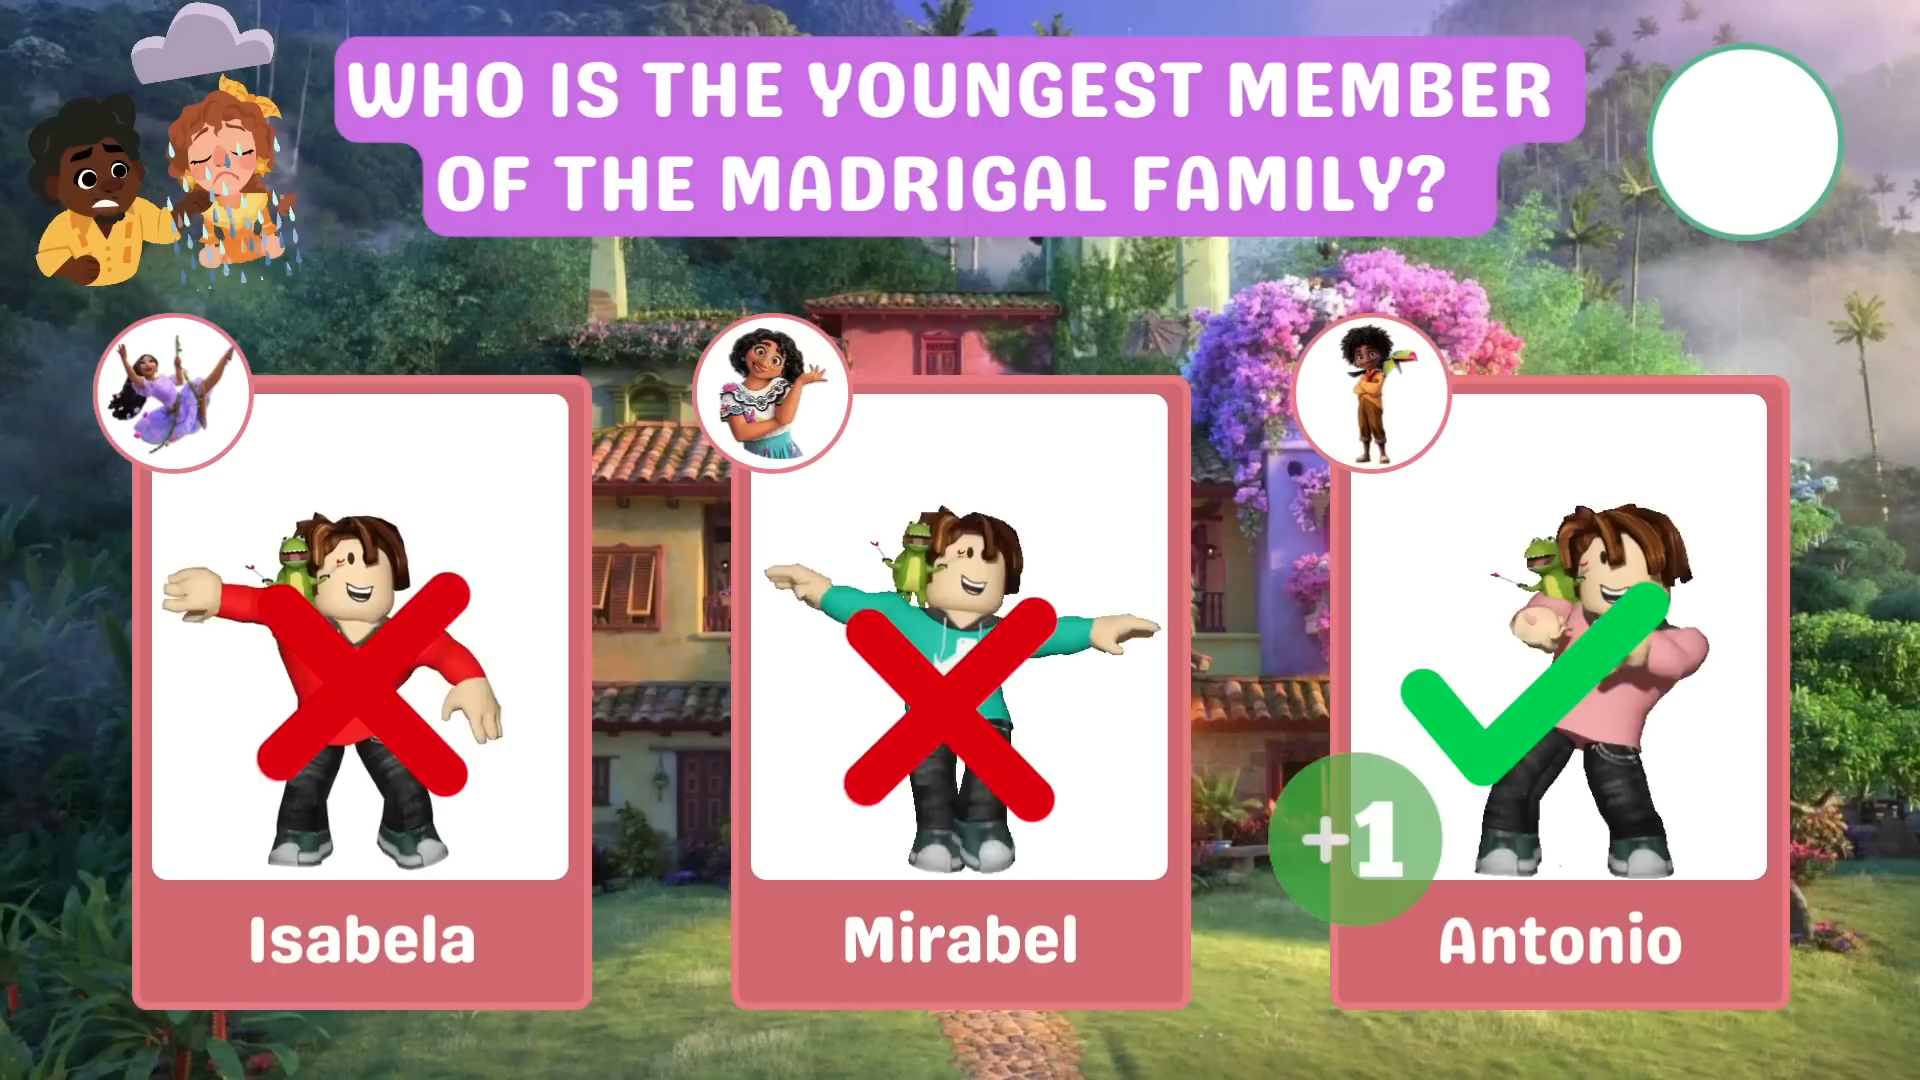 WHO IS THE YOUNGEST MEMBER
OF THE MADRIGAL FAMILY?
+1
Isabela
Mirabel
Antonio